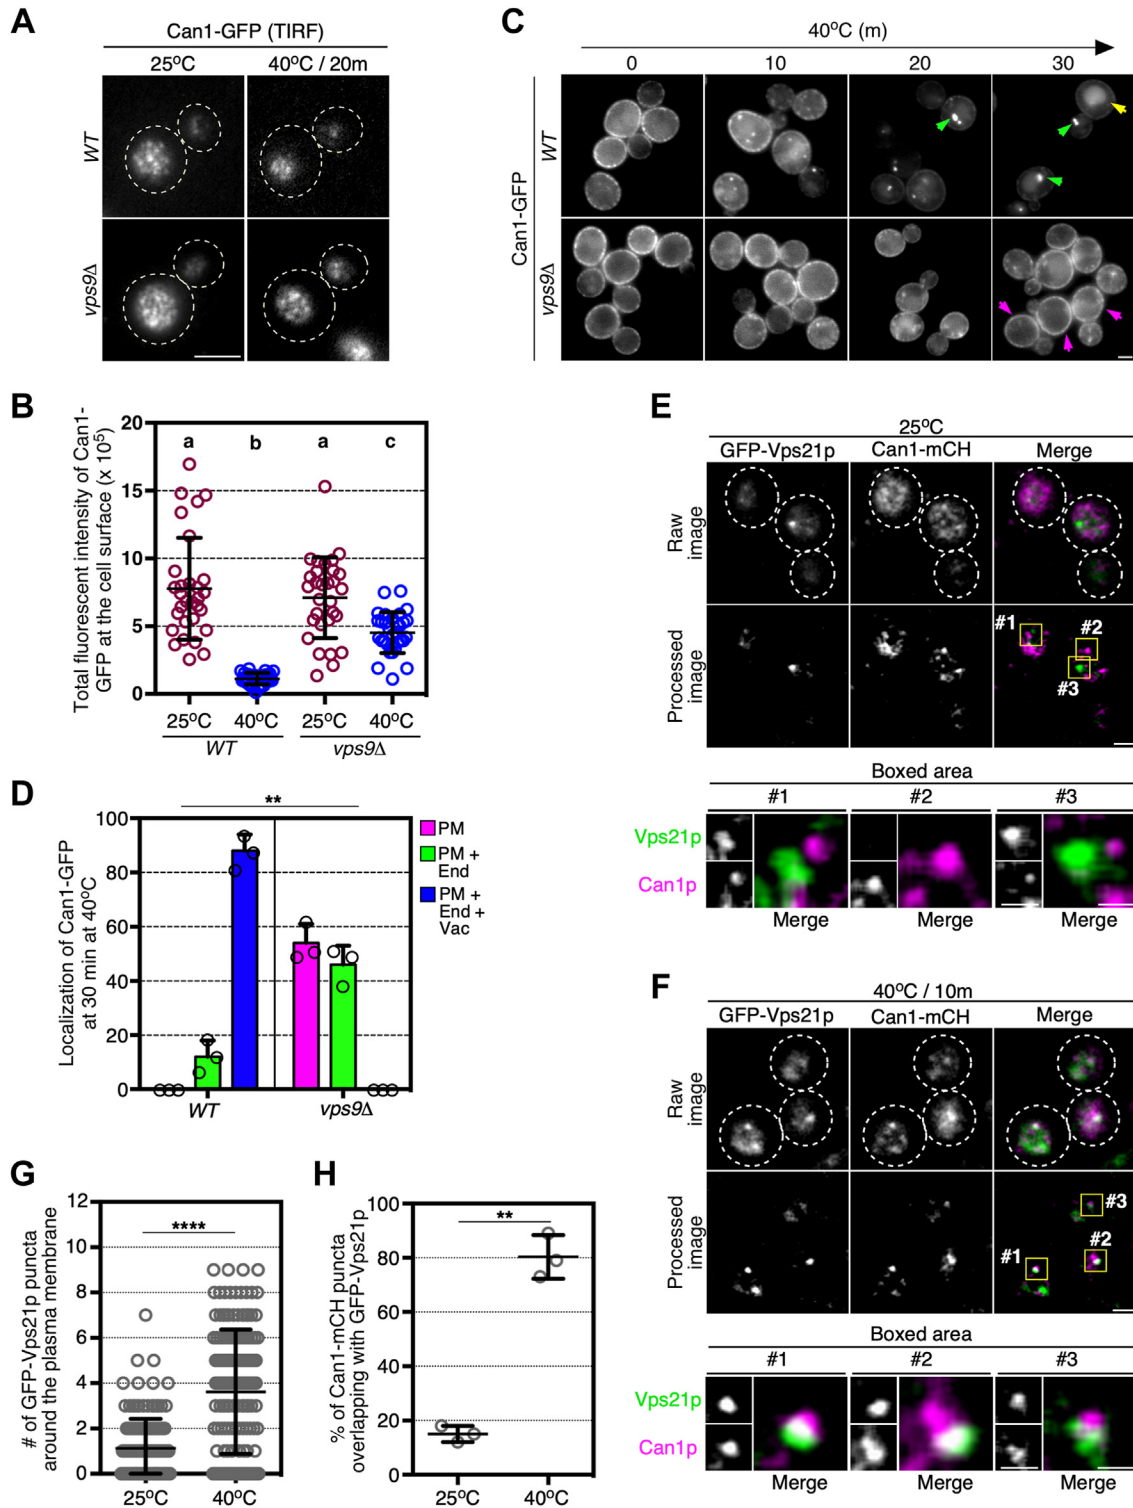 A
Can1-GFP (TIRF)
25ºC
40ºC / 20m
WT
vps9Δ
B
Total fluorescent intensity of Can1-
GFP at the cell surface (x 10⁵)
20
15
10
5
0
a
b
a
c
25ºC
40ºC
25ºC
40ºC
WT
vps9Δ
C
40ºC (m)
0
10
20
30
Can1-GFP
WT
vps9Δ
D
Localization of Can1-GFP
at 30 min at 40ºC
100
80
60
40
20
0
**
WT
vps9Δ
PM
PM +
End
PM +
End +
Vac
E
25ºC
GFP-Vps21p
Can1-mCH
Merge
Raw
image
Processed
image
#1
#2
#3
Boxed area
#1
#2
#3
Vps21p
Can1p
Merge
Merge
Merge
F
40ºC / 10m
GFP-Vps21p
Can1-mCH
Merge
Raw
image
Processed
image
#3
#2
#1
Boxed area
#1
#2
#3
Vps21p
Can1p
Merge
Merge
Merge
G
# of GFP-Vps21p puncta
around the plasma membrane
12
10
8
6
4
2
0
****
25ºC
40ºC
H
% of Can1-mCH puncta
overlapping with GFP-Vps21p
100
80
60
40
20
0
**
25ºC
40ºC